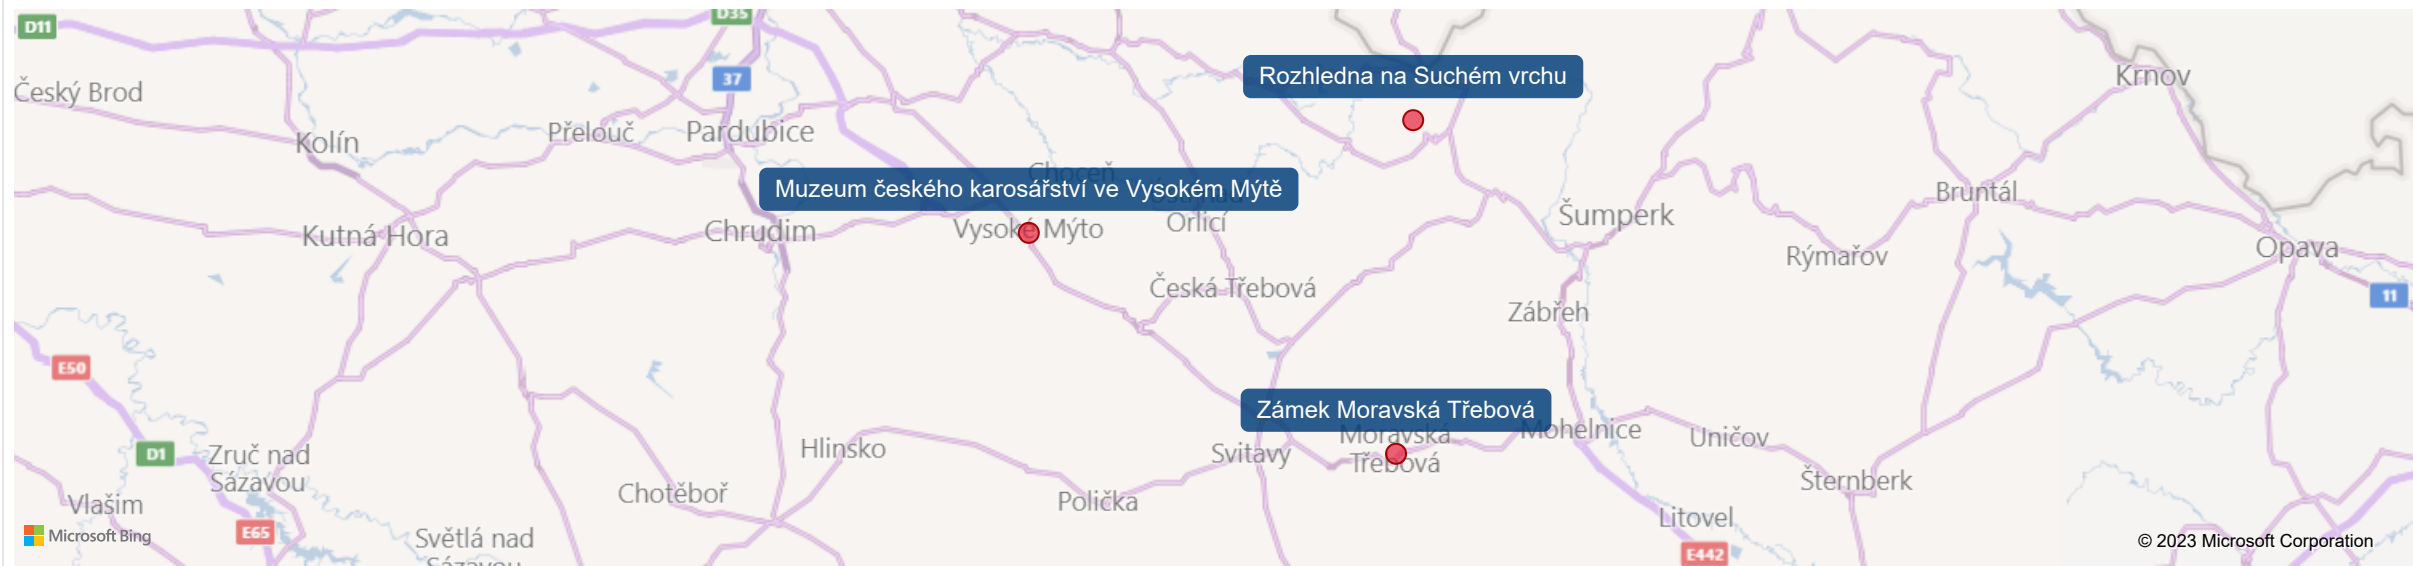 D11
D35
Český Brod
37
Rozhledna na Suchém vrchu
Krnov
Kolín
Přelouč
Pardubice
Choceň
Muzeum českého karosářství ve Vysokém Mýtě
Orlicí
Bruntál
Kutná Hora
Chrudim
Vysoké Mýto
Šumperk
Rýmařov
Opava
Česká Třebová
11
Zábřeh
E50
Zámek Moravská Třebová
Moravská
Třebová
Mohelnice
Uničov
D1
Zruč nad
Sázavou
Hlinsko
Svitavy
Šternberk
Vlašim
Chotěboř
Polička
Litovel
E65
Microsoft Bing
Světlá nad
Sázavou
E442
© 2023 Microsoft Corporation